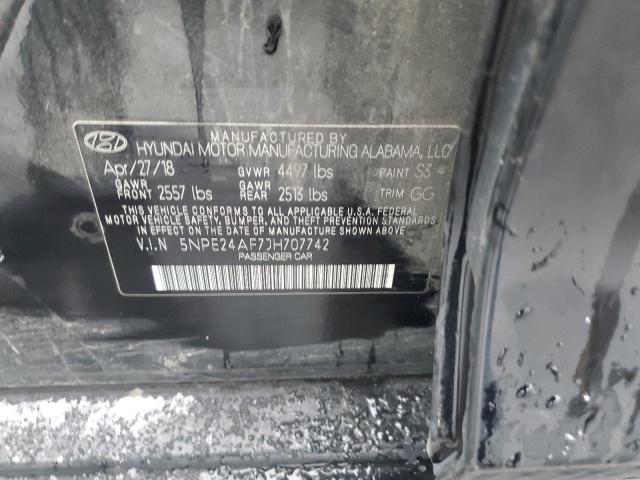 MANUFACTURED BY
HYUNDAI MOTOR MANUFACTURING ALABAMA, LLC
Apr/27/18 GVWR 4497 lbs PAINT S3
GAWR FRONT 2557 lbs GAWR REAR 2513 lbs TRIM GG
THIS VEHICLE CONFORMS TO ALL APPLICABLE U.S.A. FEDERAL
MOTOR VEHICLE SAFETY, BUMPER, AND THEFT PREVENTION STANDARDS
IN EFFECT ON THE DATE OF MANUFACTURE SHOWN ABOVE
V.I.N 5NPE24AF7JH707742
PASSENGER CAR